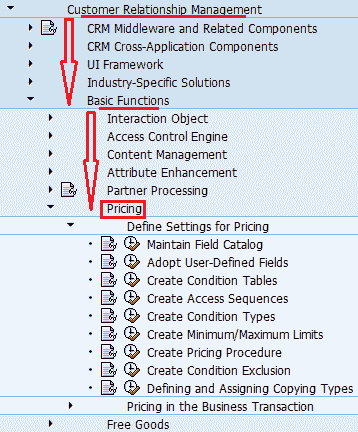 Customer Relationship Management
CRM Middleware and Related Components
CRM Cross-Application Components
UI Framework
Industry-Specific Solutions
Basic Functions
Interaction Object
Access Control Engine
Content Management
Attribute Enhancement
Partner Processing
Pricing
Define Settings for Pricing
Maintain Field Catalog
Adopt User-Defined Fields
Create Condition Tables
Create Access Sequences
Create Condition Types
Create Minimum/Maximum Limits
Create Pricing Procedure
Create Condition Exclusion
Defining and Assigning Copying Types
Pricing in the Business Transaction
Free Goods